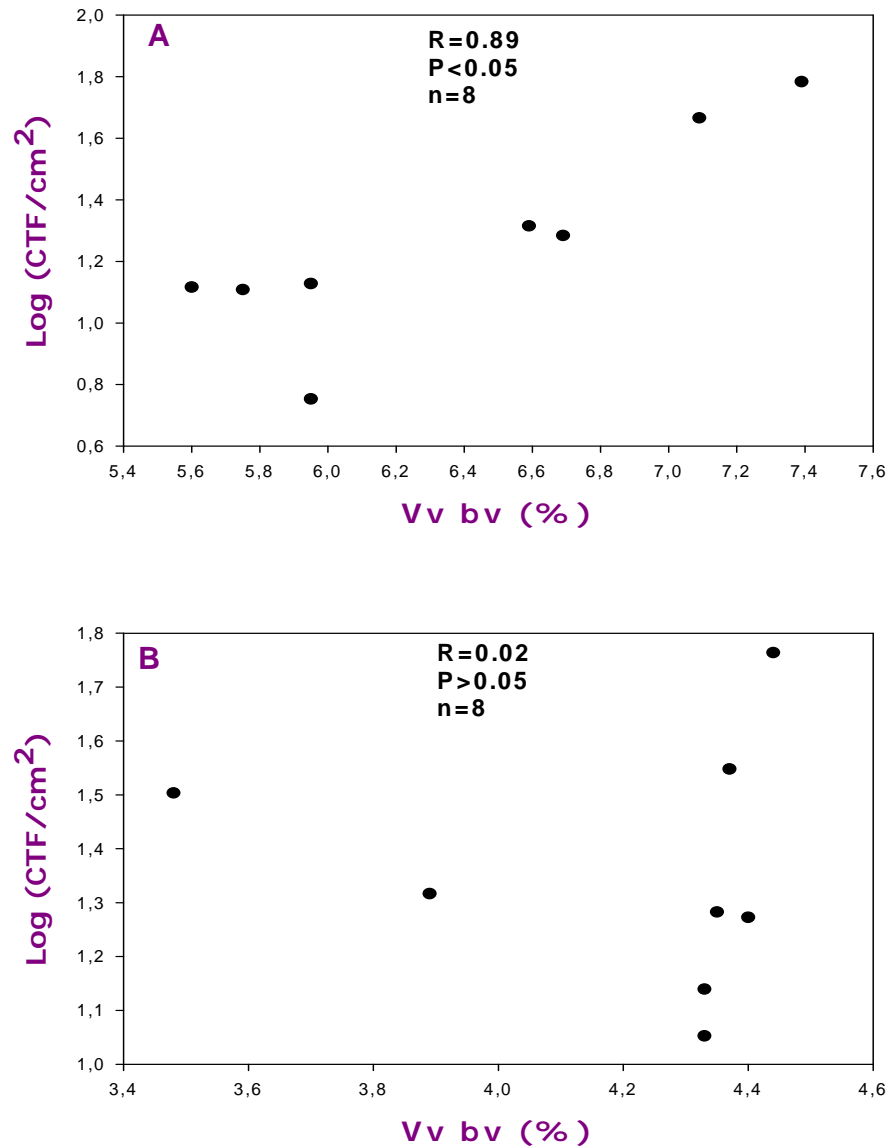 A
R=0.89
P<0.05
n=8
2,0
1,8
1,6
1,4
1,2
1,0
0,8
0,6
Log (CTF/cm²)
5,4 5,6 5,8 6,0 6,2 6,4 6,6 6,8 7,0 7,2 7,4 7,6
Vv bv (%)
B
R=0.02
P>0.05
n=8
1,8
1,7
1,6
1,5
1,4
1,3
1,2
1,1
1,0
Log (CTF/cm²)
3,4 3,6 3,8 4,0 4,2 4,4 4,6
Vv bv (%)